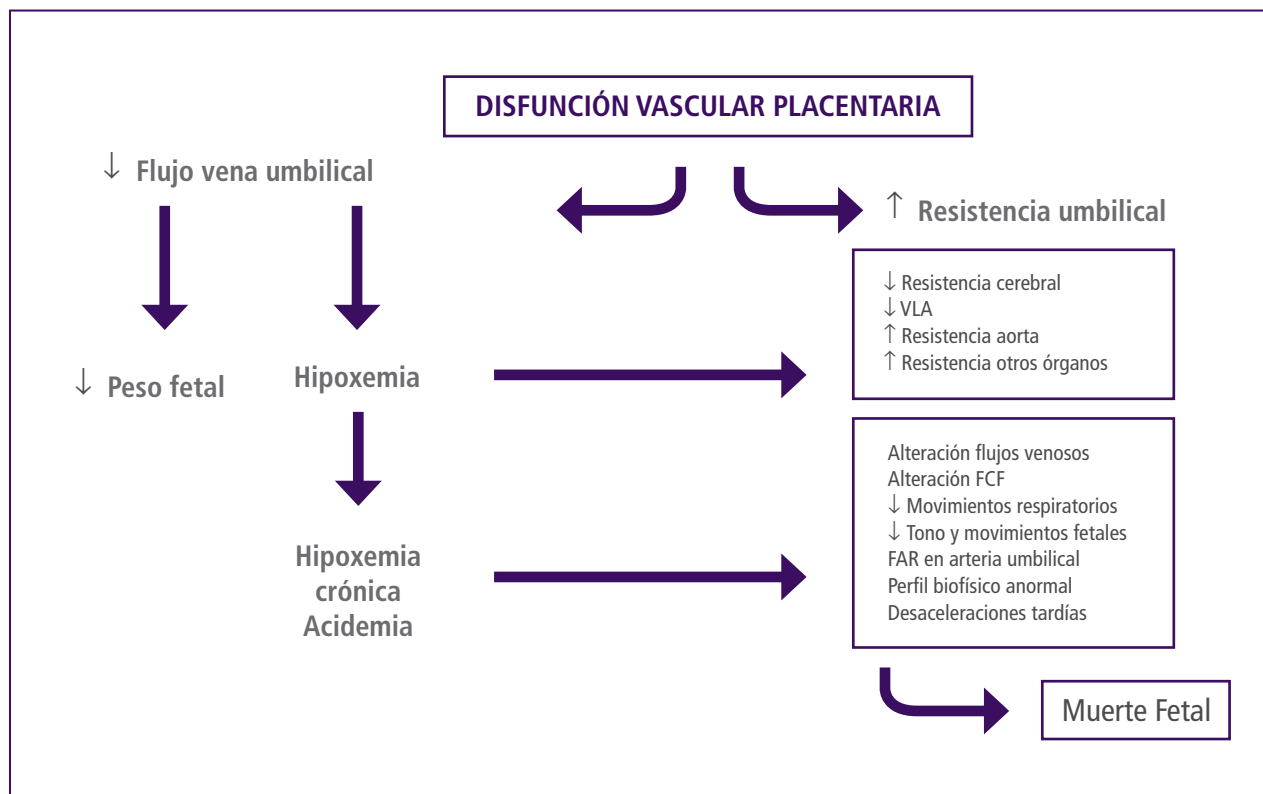 DISFUNCIÓN VASCULAR PLACENTARIA
↓ Flujo vena umbilical
↑ Resistencia umbilical
↓ Resistencia cerebral
↓ VLA
↑ Resistencia aorta
↑ Resistencia otros órganos
↓ Peso fetal
Hipoxemia
Alteración flujos venosos
Alteración FCF
↓ Movimientos respiratorios
↓ Tono y movimientos fetales
FAR en arteria umbilical
Perfil biofísico anormal
Desaceleraciones tardías
Hipoxemia
crónica
Acidemia
Muerte Fetal